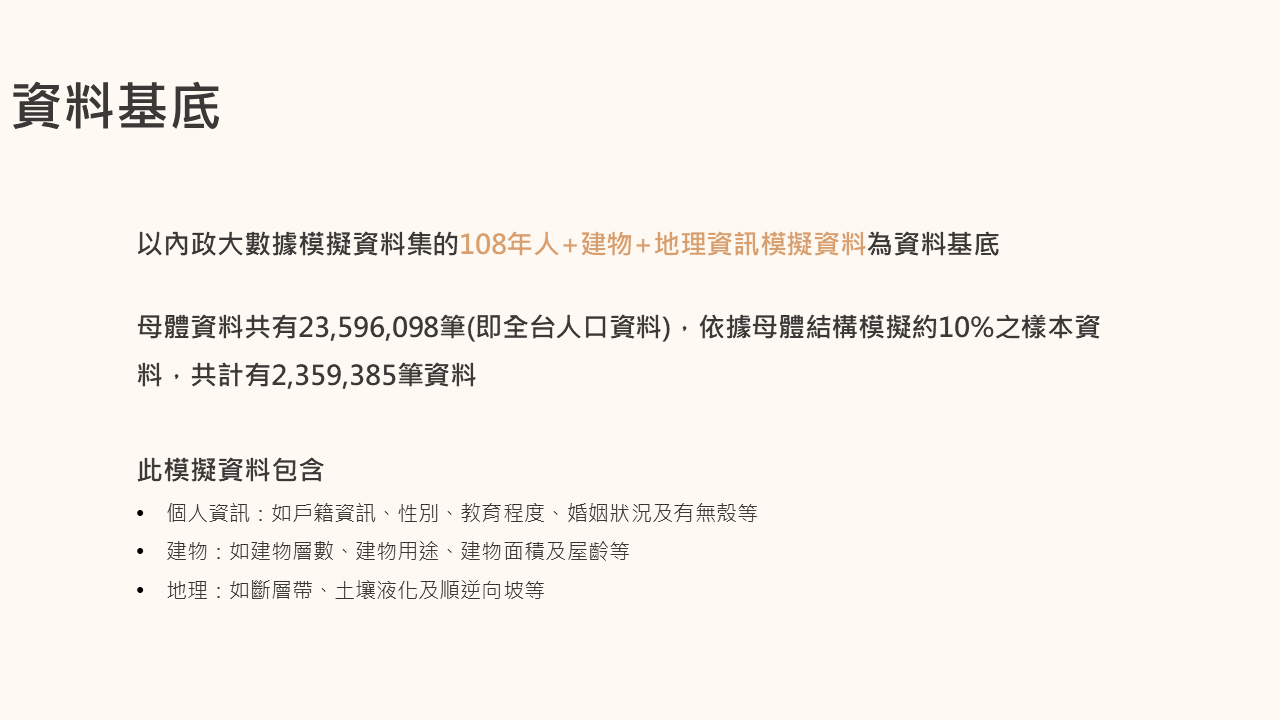 資料基底
以內政大數據模擬資料集的108年人+建物+地理資訊模擬資料為資料基底
母體資料共有23,596,098筆(即全台人口資料)，依據母體結構模擬約10%之樣本資
料，共計有2,359,385筆資料
此模擬資料包含
• 個人資訊：如戶籍資訊、性別、教育程度、婚姻狀況及有無殼等
• 建物：如建物層數、建物用途、建物面積及屋齡等
• 地理：如斷層帶、土壤液化及順逆向坡等